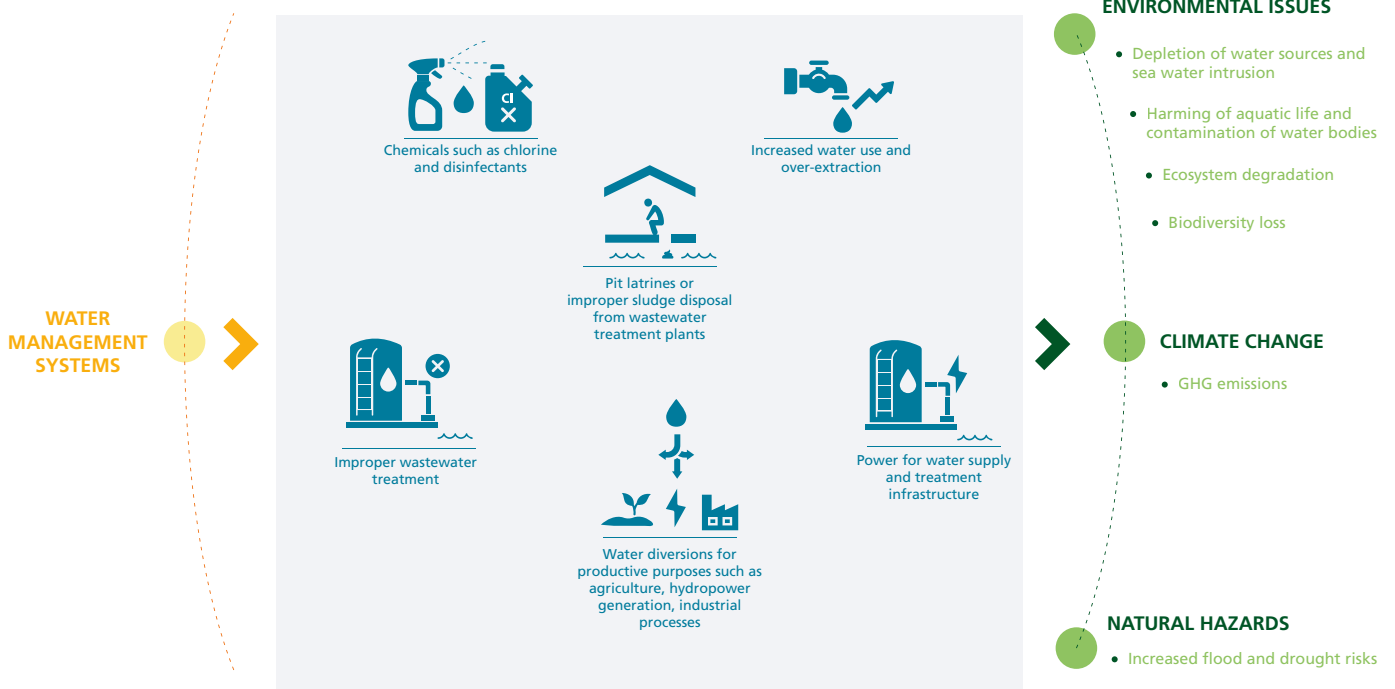 WATER
MANAGEMENT
SYSTEMS
Cl
Chemicals such as chlorine
and disinfectants
Increased water use and
over-extraction
Pit latrines or
improper sludge disposal
from wastewater
treatment plants
Improper wastewater
treatment
Power for water supply
and treatment
infrastructure
Water diversions for
productive purposes such as
agriculture, hydropower
generation, industrial
processes
ENVIRONMENTAL ISSUES
• Depletion of water sources and
sea water intrusion
• Harming of aquatic life and
contamination of water bodies
• Ecosystem degradation
• Biodiversity loss
CLIMATE CHANGE
• GHG emissions
NATURAL HAZARDS
• Increased flood and drought risks